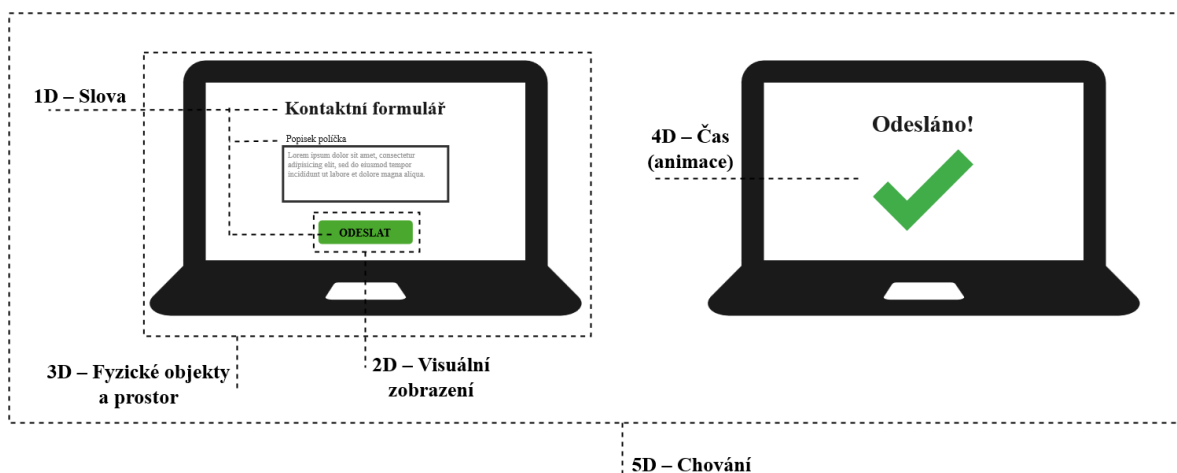 1D – Slova
Kontaktní formulář
Popisek políčka
Lorem ipsum dolor sit amet, consectetur
adipisicing elit, sed do eiusmod tempor
incididunt ut labore et dolore magna aliqua.
ODESLAT
3D – Fyzické objekty
a prostor
2D – Visuální
zobrazení
4D – Čas
(animace)
Odesláno!
5D – Chování